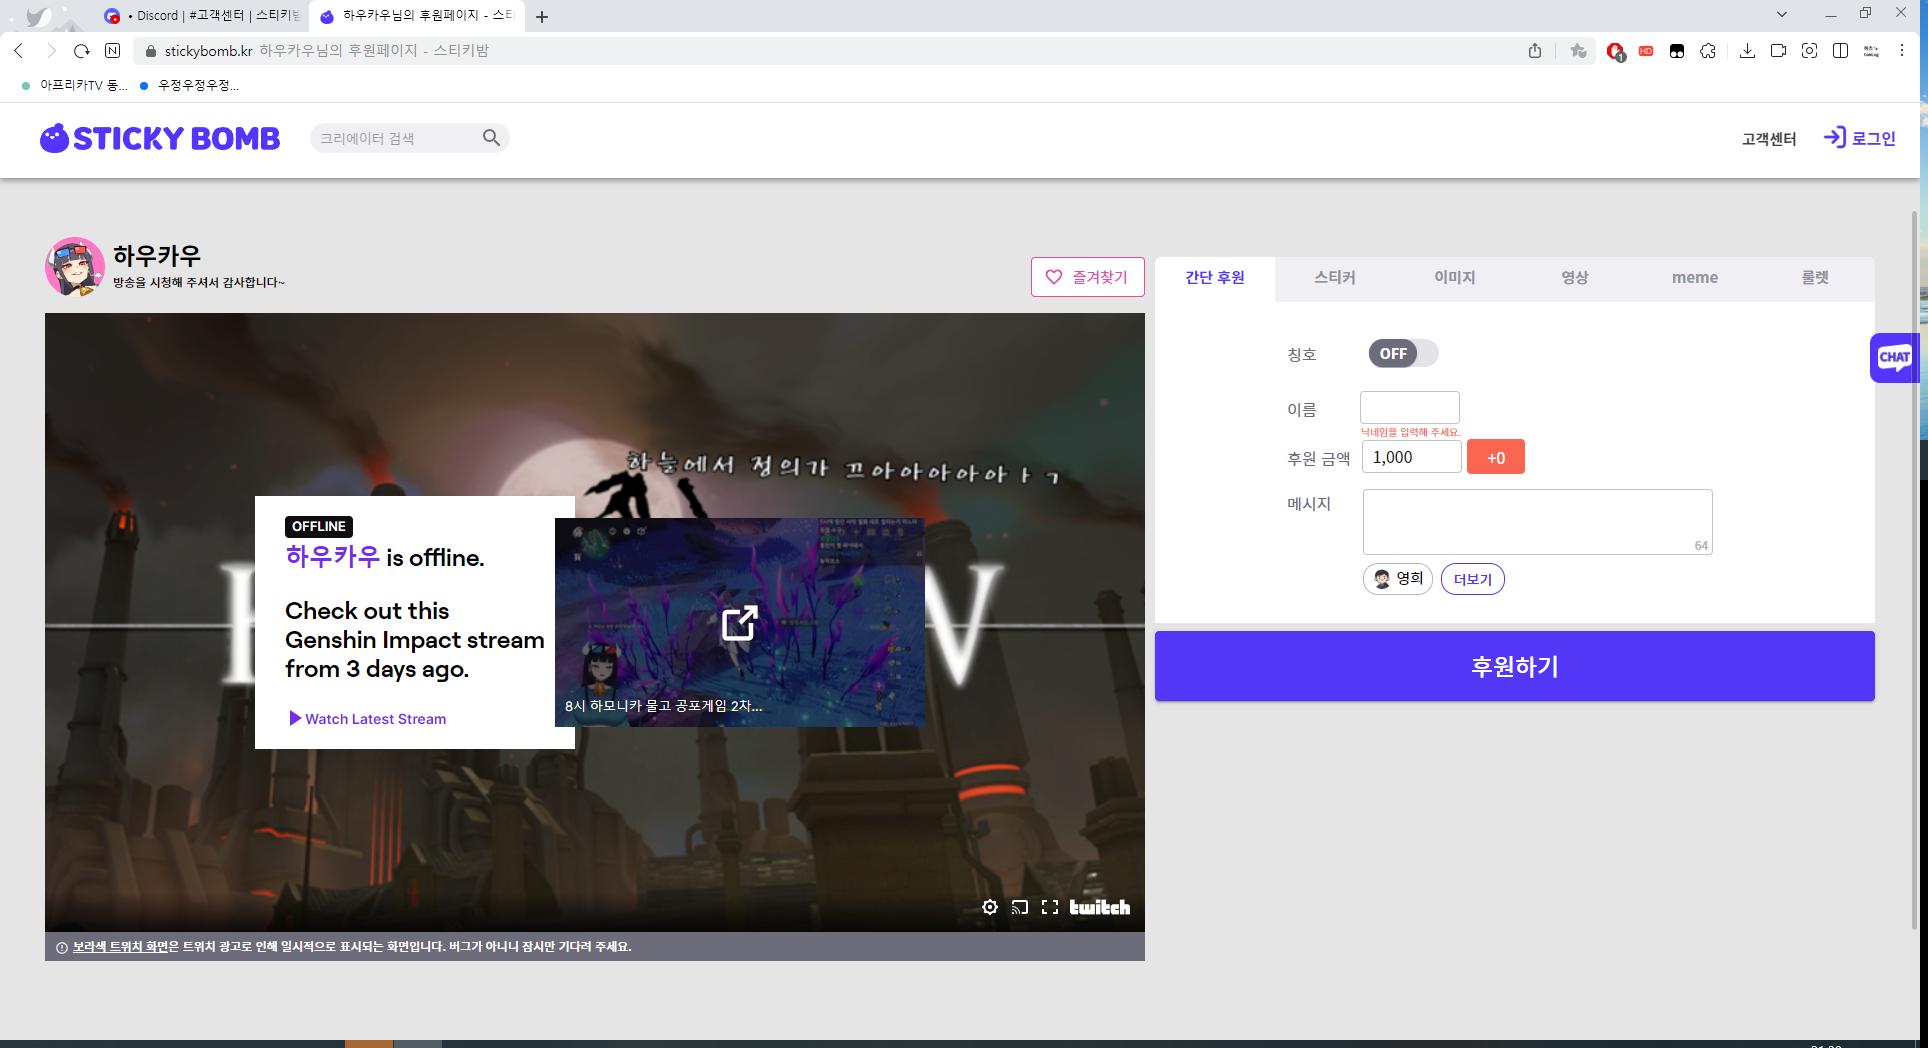 • Discord | #고객센터 | 스티키밤
하우카우님의 후원페이지 - 스티
stickybomb.kr 하우카우님의 후원페이지 - 스티키밤
1
HD
아프리카TV 동...
우정우정우정...
STICKY BOMB
크리에이터 검색
고객센터
로그인
하우카우
방송을 시청해 주셔서 감사합니다~
즐겨찾기
하늘에서 정의가 끄아아아아아ㅏㄱ
OFFLINE
하우카우 is offline.
Check out this
Genshin Impact stream
from 3 days ago.
Watch Latest Stream
8시 하모니카 물고 공포게임 2차...
twitch
보라색 트위치 화면은 트위치 광고로 인해 일시적으로 표시되는 화면입니다. 버그가 아니니 잠시만 기다려 주세요.
간단 후원
스티커
이미지
영상
meme
룰렛
칭호
OFF
이름
닉네임을 입력해 주세요.
후원 금액
1,000
+0
메시지
64
영희
더보기
후원하기
CHAT